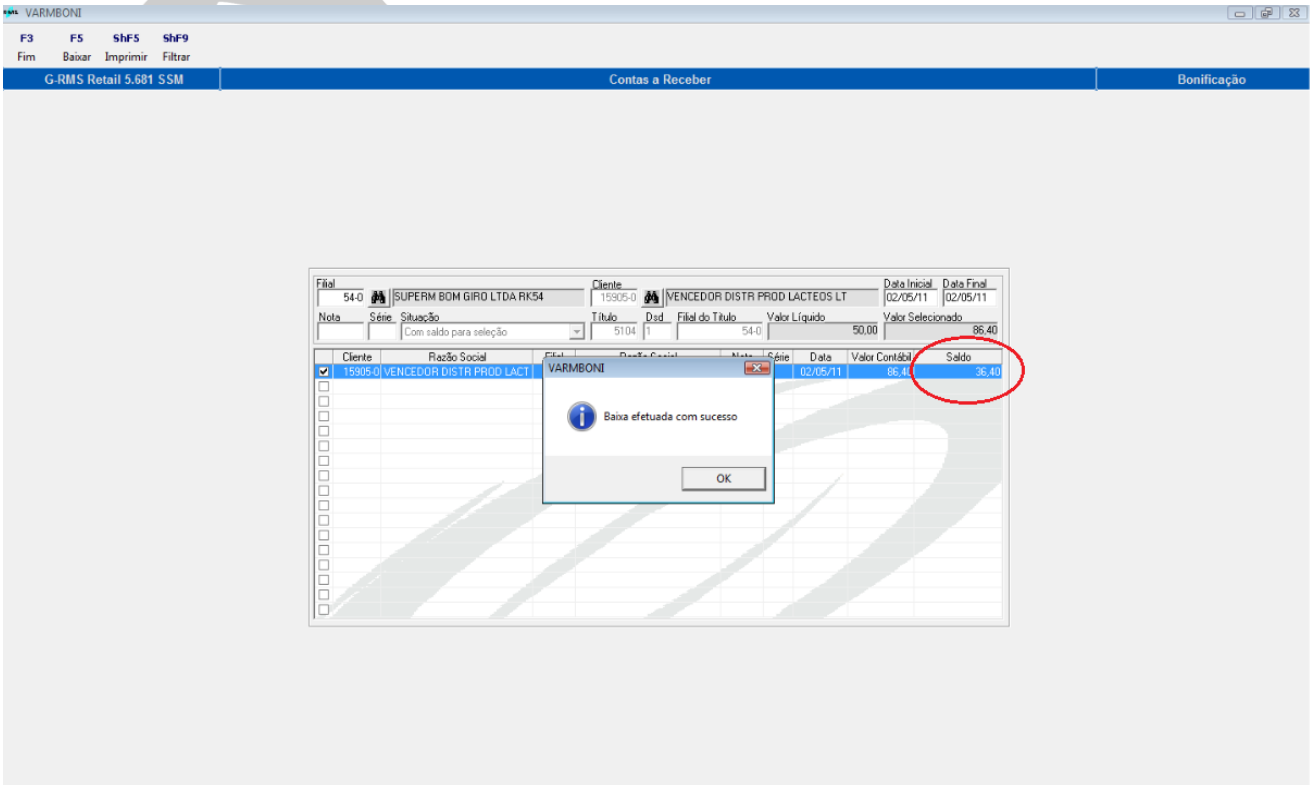 VARMBONI
F3 F5 ShF5 ShF9
Fim Baixar Imprimir Filtrar
G-RMS Retail 5.681 SSM Contas a Receber Bonificação
Filial Cliente Data Inicial Data Final
54-0 SUPERM BOM GIRO LTDA RK54 15905-0 VENCEDOR DISTR PROD LACTEOS LT 02/05/11 02/05/11
Nota Série Situação Título Dsd Filial do Título Valor Líquido Valor Selecionado
Com saldo para seleção 5104 1 54-0 50,00 86,40
Cliente Razão Social Filial Razão Social Nota Série Data Valor Contábil Saldo
15905-0 VENCEDOR DISTR PROD LACT 02/05/11 86,40 36,40
VARMBONI
Baixa efetuada com sucesso
OK